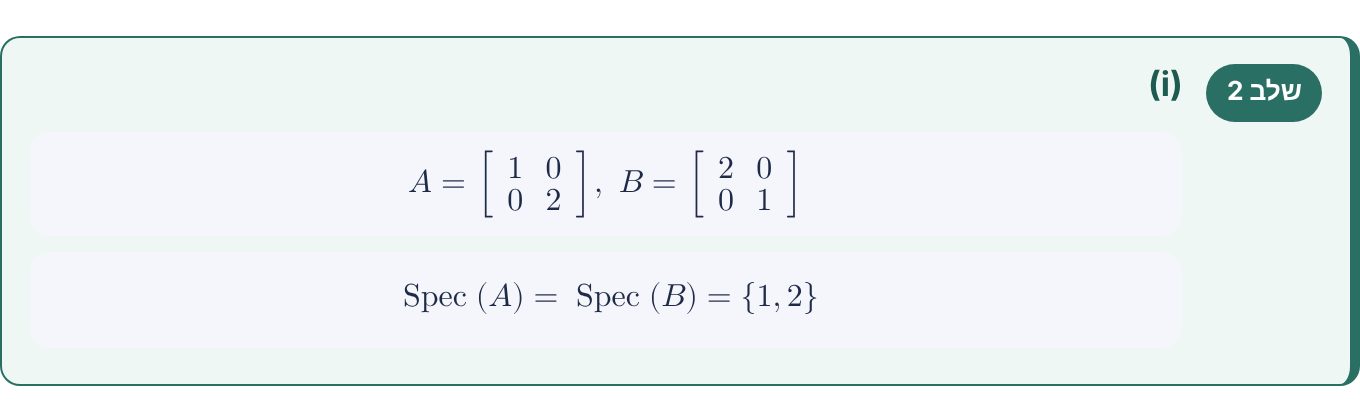 שלב 2 (i)
A = [ 1 0 ; 0 2 ], B = [ 2 0 ; 0 1 ]
Spec (A) = Spec (B) = {1, 2}